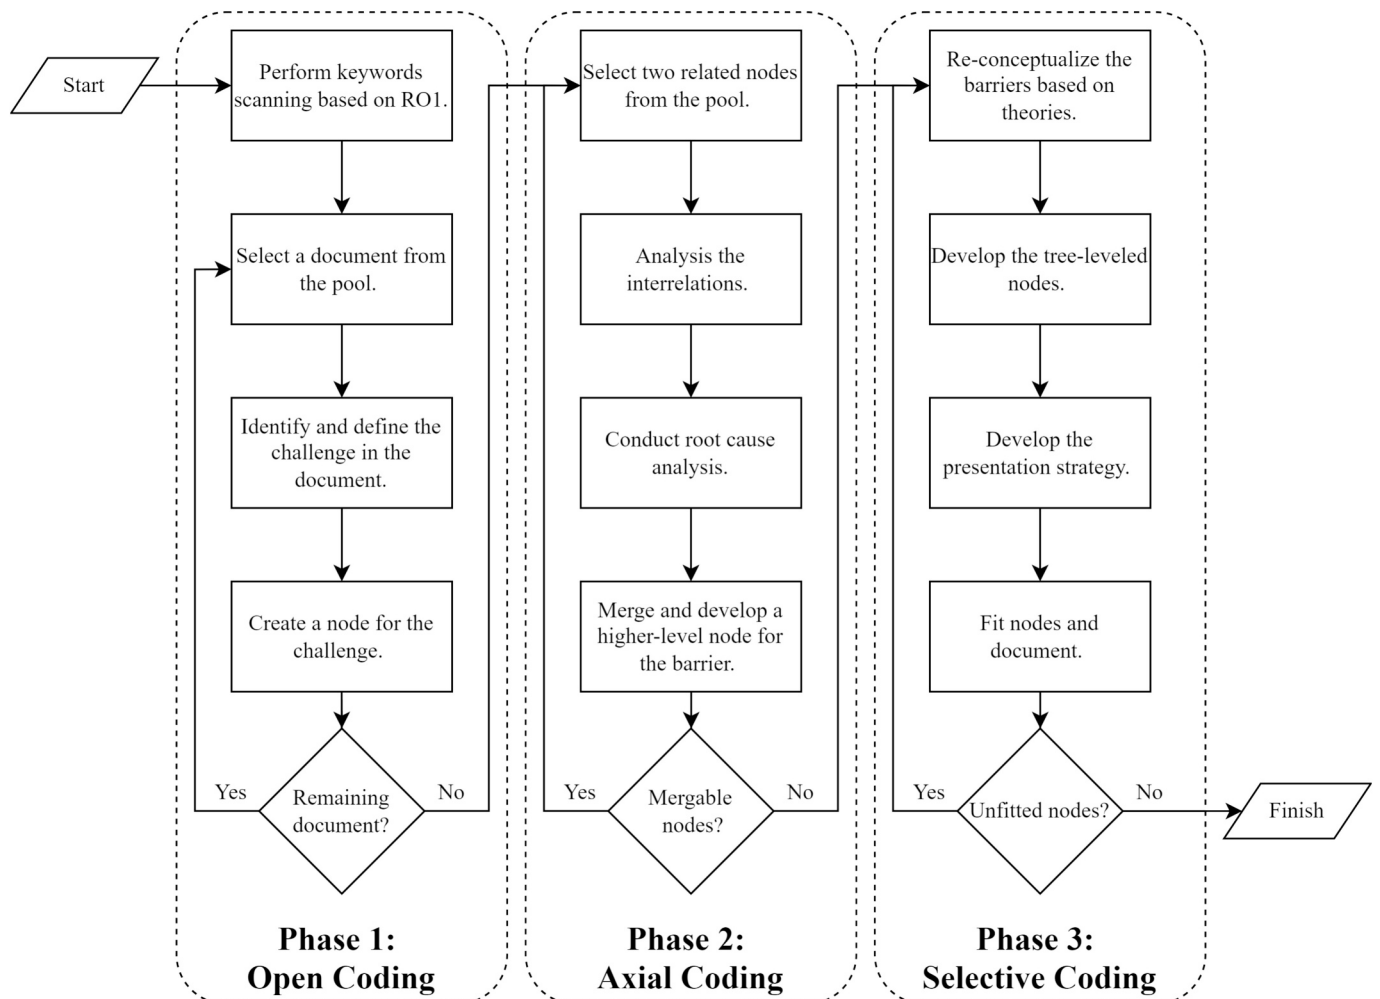 Start
Perform keywords
scanning based on RO1.
Select a document from
the pool.
Identify and define the
challenge in the
document.
Create a node for the
challenge.
Remaining
document?
Yes
No
Phase 1:
Open Coding
Select two related nodes
from the pool.
Analysis the
interrelations.
Conduct root cause
analysis.
Merge and develop a
higher-level node for
the barrier.
Mergable
nodes?
Yes
No
Phase 2:
Axial Coding
Re-conceptualize the
barriers based on
theories.
Develop the tree-leveled
nodes.
Develop the
presentation strategy.
Fit nodes and
document.
Unfitted nodes?
Yes
No
Finish
Phase 3:
Selective Coding